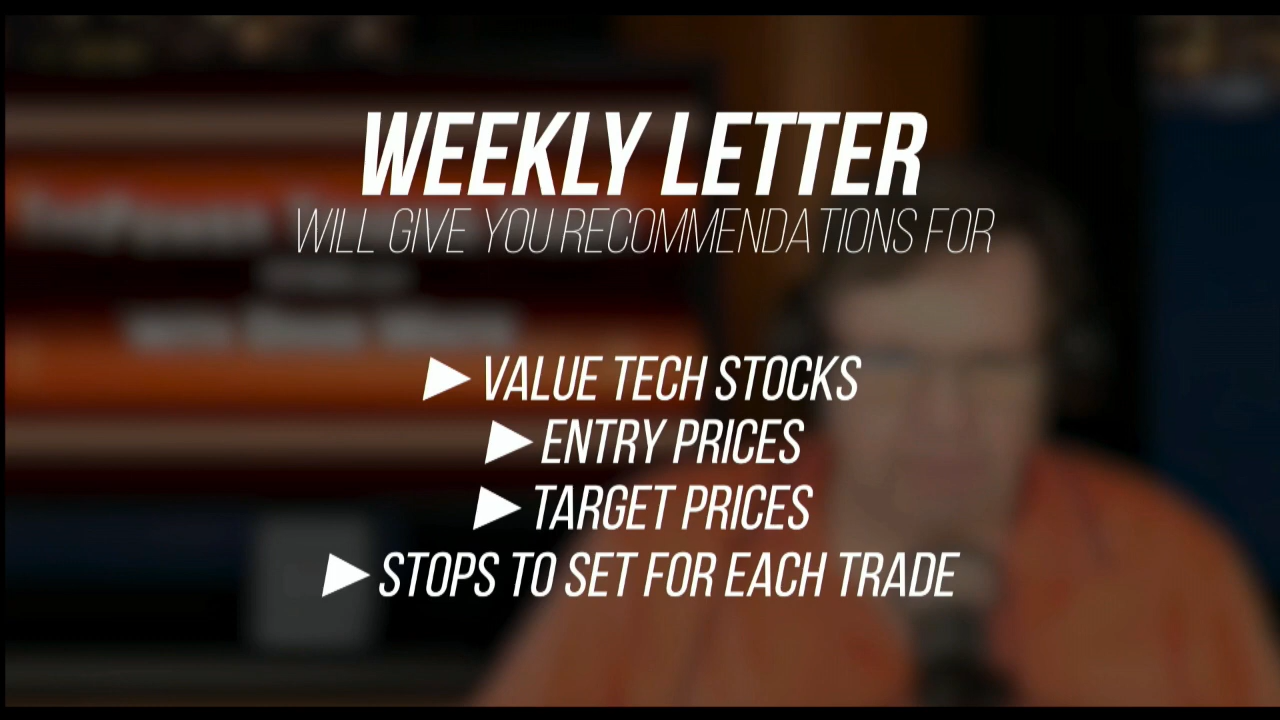 WEEKLY LETTER
WILL GIVE YOU RECOMMENDATIONS FOR
▶ VALUE TECH STOCKS
▶ ENTRY PRICES
▶ TARGET PRICES
▶ STOPS TO SET FOR EACH TRADE